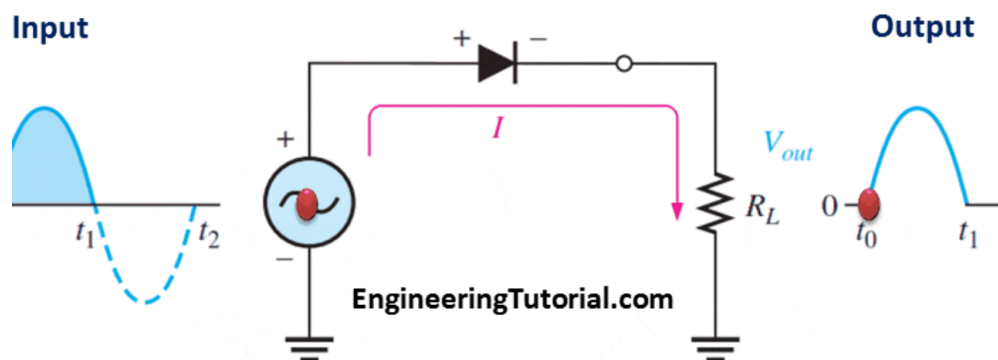 Input
Output
+ −
I
+
−
V_out
R_L
0
t_0
t_1
t_1
t_2
EngineeringTutorial.com